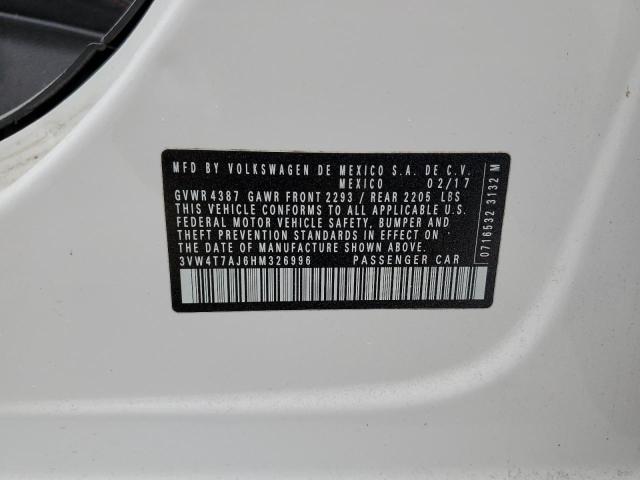 MFD BY VOLKSWAGEN DE MEXICO S.A. DE C.V.
MEXICO 02/17
GVWR 4387 GAWR FRONT 2293 / REAR 2205 LBS
THIS VEHICLE CONFORMS TO ALL APPLICABLE U.S.
FEDERAL MOTOR VEHICLE SAFETY, BUMPER AND
THEFT PREVENTION STANDARDS IN EFFECT ON
THE DATE OF MANUFACTURE SHOWN ABOVE.
3VW4T7AJ6HM326996 PASSENGER CAR
0716532 3132 M